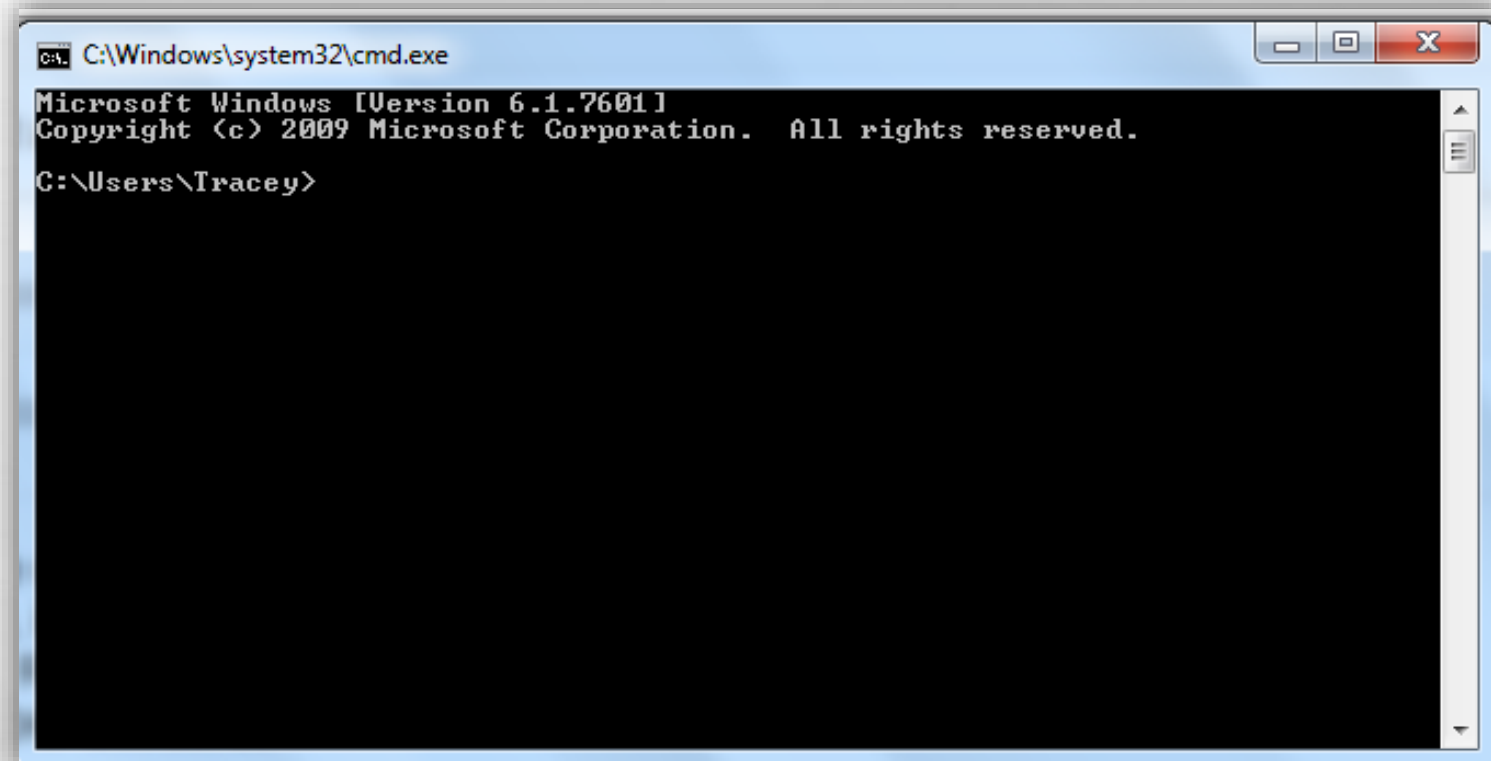 C:\Windows\system32\cmd.exe
Microsoft Windows [Version 6.1.7601]
Copyright (c) 2009 Microsoft Corporation.  All rights reserved.
C:\Users\Tracey>